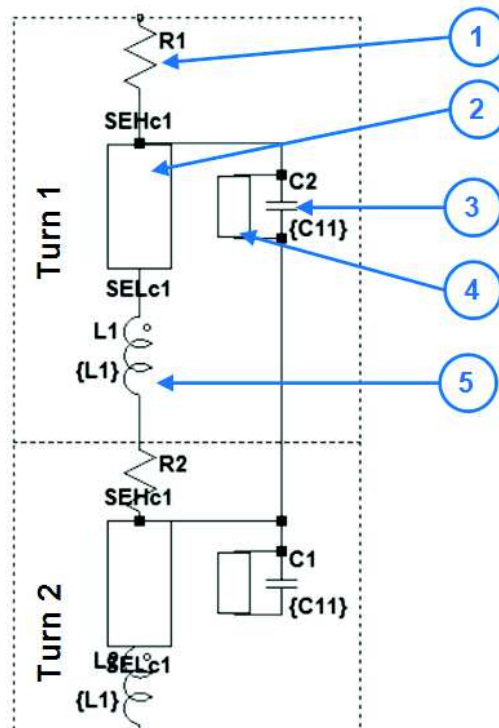 R1
1
SEHc1
2
Turn 1
C2
3
{C11}
4
SELc1
L1
{L1}
5
R2
SEHc1
Turn 2
C1
{C11}
SELc1
{L1}